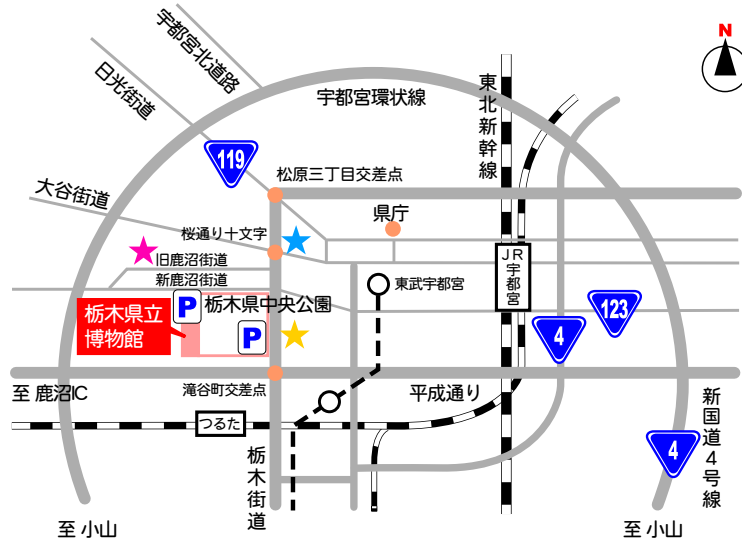 N
宇都宮北道路
日光街道
宇都宮環状線
東北新幹線
119
松原三丁目交差点
大谷街道
県庁
桜通り十文字
旧鹿沼街道
新鹿沼街道
JR宇都宮
東武宇都宮
P
栃木県中央公園
栃木県立
博物館
P
123
4
滝谷町交差点
至 鹿沼IC
平成通り
新国道4号線
つるた
栃木街道
4
至 小山
至 小山